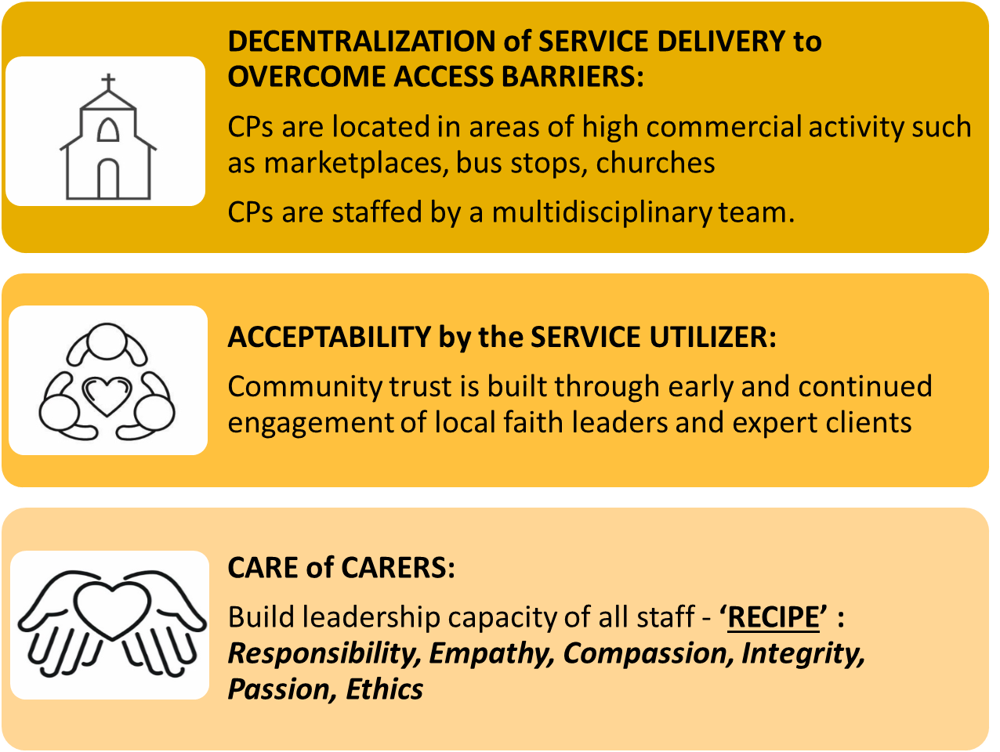 DECENTRALIZATION of SERVICE DELIVERY to
OVERCOME ACCESS BARRIERS:
CPs are located in areas of high commercial activity such
as marketplaces, bus stops, churches
CPs are staffed by a multidisciplinary team.
ACCEPTABILITY by the SERVICE UTILIZER:
Community trust is built through early and continued
engagement of local faith leaders and expert clients
CARE of CARERS:
Build leadership capacity of all staff - ‘RECIPE’ :
Responsibility, Empathy, Compassion, Integrity,
Passion, Ethics